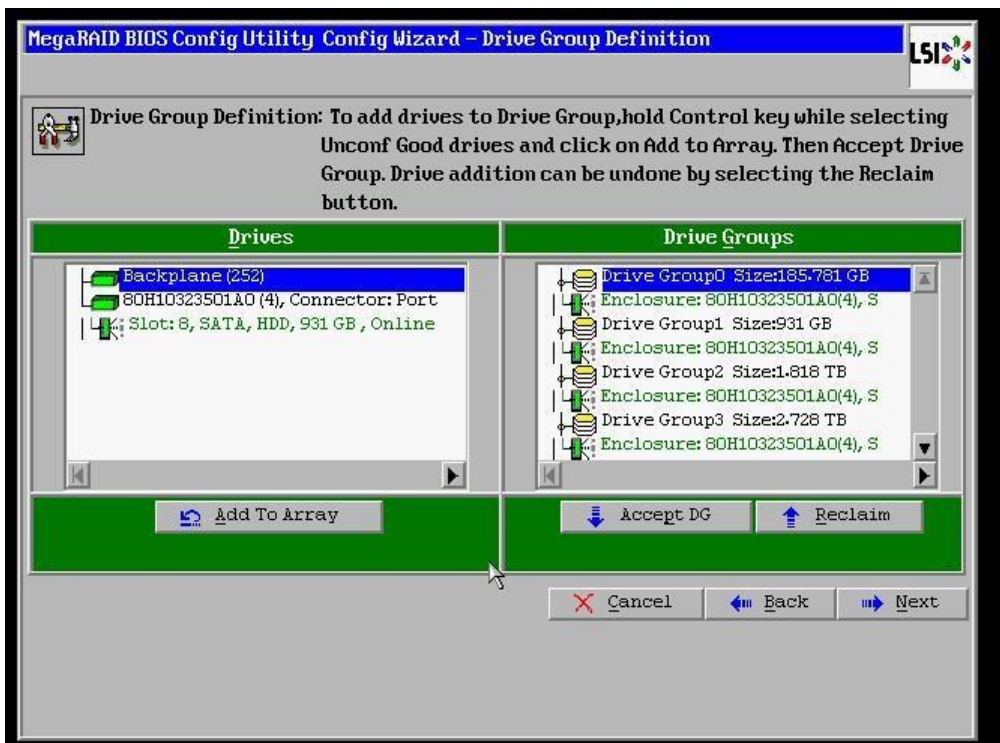 MegaRAID BIOS Config Utility Config Wizard – Drive Group Definition
LSI
Drive Group Definition: To add drives to Drive Group,hold Control key while selecting
Unconf Good drives and click on Add to Array. Then Accept Drive
Group. Drive addition can be undone by selecting the Reclaim
button.
Drives
Backplane (252)
80H10323501A0 (4), Connector: Port
Slot: 8, SATA, HDD, 931 GB , Online
Add To Array
Drive Groups
Drive Group0 Size:185.781 GB
Enclosure: 80H10323501A0(4), S
Drive Group1 Size:931 GB
Enclosure: 80H10323501A0(4), S
Drive Group2 Size:1.818 TB
Enclosure: 80H10323501A0(4), S
Drive Group3 Size:2.728 TB
Enclosure: 80H10323501A0(4), S
Accept DG
Reclaim
Cancel
Back
Next